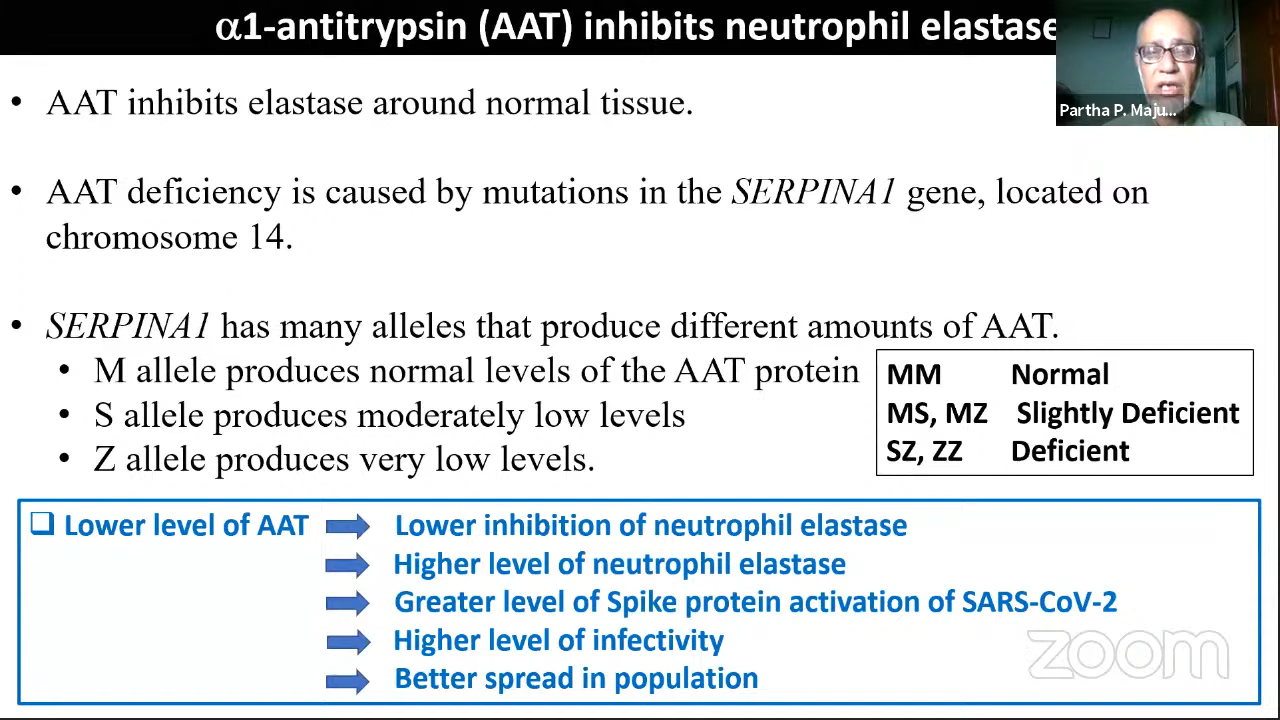 α1-antitrypsin (AAT) inhibits neutrophil elastase
Partha P. Maju...
• AAT inhibits elastase around normal tissue.
• AAT deficiency is caused by mutations in the SERPINA1 gene, located on
chromosome 14.
• SERPINA1 has many alleles that produce different amounts of AAT.
• M allele produces normal levels of the AAT protein
• S allele produces moderately low levels
• Z allele produces very low levels.
MM Normal
MS, MZ Slightly Deficient
SZ, ZZ Deficient
❑ Lower level of AAT ➡ Lower inhibition of neutrophil elastase
➡ Higher level of neutrophil elastase
➡ Greater level of Spike protein activation of SARS-CoV-2
➡ Higher level of infectivity
➡ Better spread in population
zoom